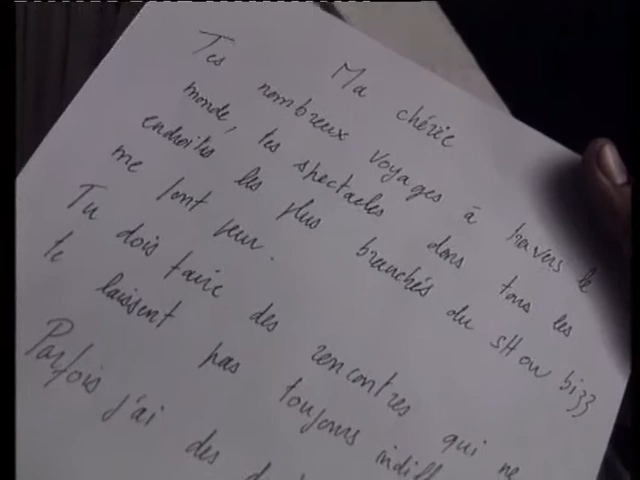 Ma chérie
Tes nombreux voyages à travers le
monde, tes spectacles dans tous les
endroits les plus branchés du sHow bizz
me font peur.
Tu dois faire des rencontres qui ne
te laissent pas toujours
Parfois j'ai des